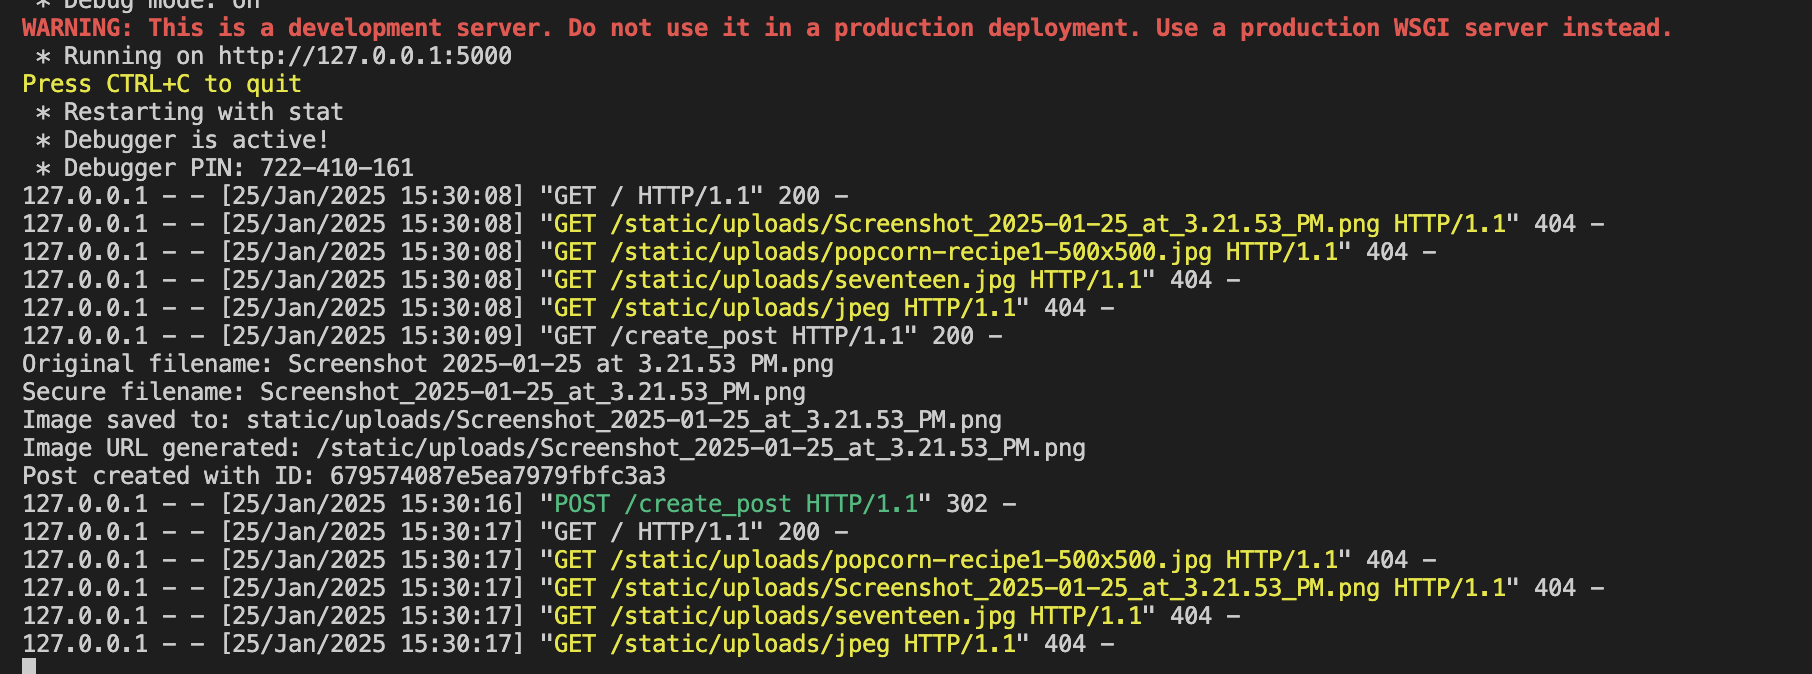 * Debug mode: on
WARNING: This is a development server. Do not use it in a production deployment. Use a production WSGI server instead.
 * Running on http://127.0.0.1:5000
Press CTRL+C to quit
 * Restarting with stat
 * Debugger is active!
 * Debugger PIN: 722-410-161
127.0.0.1 - - [25/Jan/2025 15:30:08] "GET / HTTP/1.1" 200 -
127.0.0.1 - - [25/Jan/2025 15:30:08] "GET /static/uploads/Screenshot_2025-01-25_at_3.21.53_PM.png HTTP/1.1" 404 -
127.0.0.1 - - [25/Jan/2025 15:30:08] "GET /static/uploads/popcorn-recipe1-500x500.jpg HTTP/1.1" 404 -
127.0.0.1 - - [25/Jan/2025 15:30:08] "GET /static/uploads/seventeen.jpg HTTP/1.1" 404 -
127.0.0.1 - - [25/Jan/2025 15:30:08] "GET /static/uploads/jpeg HTTP/1.1" 404 -
127.0.0.1 - - [25/Jan/2025 15:30:09] "GET /create_post HTTP/1.1" 200 -
Original filename: Screenshot 2025-01-25 at 3.21.53 PM.png
Secure filename: Screenshot_2025-01-25_at_3.21.53_PM.png
Image saved to: static/uploads/Screenshot_2025-01-25_at_3.21.53_PM.png
Image URL generated: /static/uploads/Screenshot_2025-01-25_at_3.21.53_PM.png
Post created with ID: 679574087e5ea7979fbfc3a3
127.0.0.1 - - [25/Jan/2025 15:30:16] "POST /create_post HTTP/1.1" 302 -
127.0.0.1 - - [25/Jan/2025 15:30:17] "GET / HTTP/1.1" 200 -
127.0.0.1 - - [25/Jan/2025 15:30:17] "GET /static/uploads/popcorn-recipe1-500x500.jpg HTTP/1.1" 404 -
127.0.0.1 - - [25/Jan/2025 15:30:17] "GET /static/uploads/Screenshot_2025-01-25_at_3.21.53_PM.png HTTP/1.1" 404 -
127.0.0.1 - - [25/Jan/2025 15:30:17] "GET /static/uploads/seventeen.jpg HTTP/1.1" 404 -
127.0.0.1 - - [25/Jan/2025 15:30:17] "GET /static/uploads/jpeg HTTP/1.1" 404 -